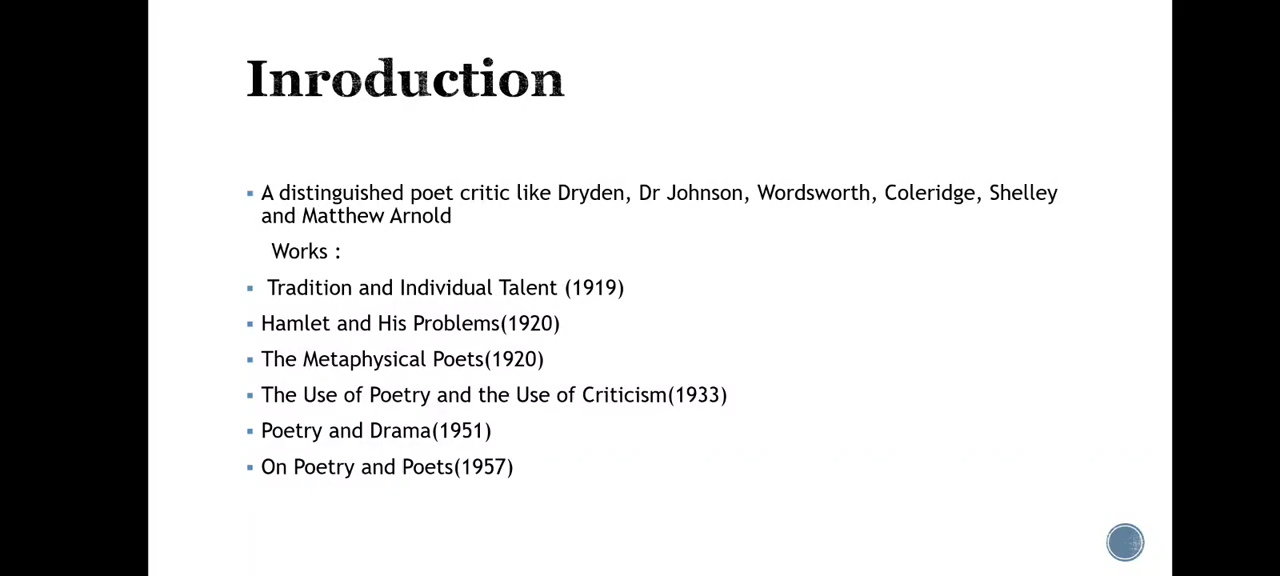 Inroduction
A distinguished poet critic like Dryden, Dr Johnson, Wordsworth, Coleridge, Shelley
and Matthew Arnold
Works :
Tradition and Individual Talent (1919)
Hamlet and His Problems(1920)
The Metaphysical Poets(1920)
The Use of Poetry and the Use of Criticism(1933)
Poetry and Drama(1951)
On Poetry and Poets(1957)